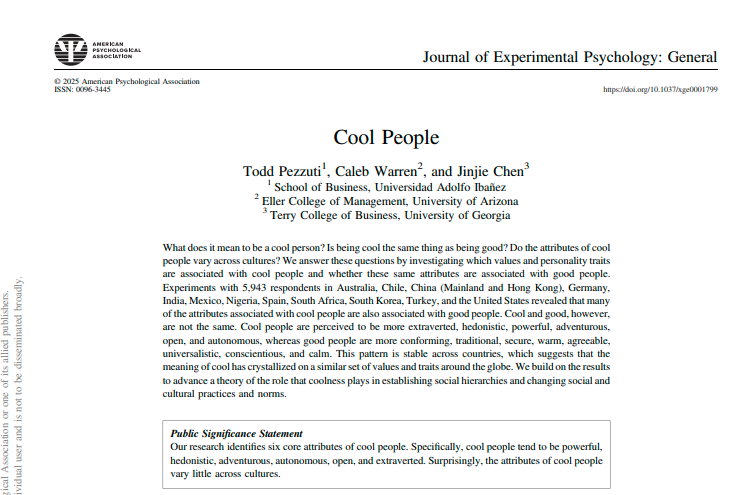 AMERICAN
PSYCHOLOGICAL
ASSOCIATION
Journal of Experimental Psychology: General
© 2025 American Psychological Association
ISSN: 0096-3445
https://doi.org/10.1037/xge0001799
Cool People
Todd Pezzuti1, Caleb Warren2, and Jinjie Chen3
1 School of Business, Universidad Adolfo Ibañez
2 Eller College of Management, University of Arizona
3 Terry College of Business, University of Georgia
What does it mean to be a cool person? Is being cool the same thing as being good? Do the attributes of cool
people vary across cultures? We answer these questions by investigating which values and personality traits
are associated with cool people and whether these same attributes are associated with good people.
Experiments with 5,943 respondents in Australia, Chile, China (Mainland and Hong Kong), Germany,
India, Mexico, Nigeria, Spain, South Africa, South Korea, Turkey, and the United States revealed that many
of the attributes associated with cool people are also associated with good people. Cool and good, however,
are not the same. Cool people are perceived to be more extraverted, hedonistic, powerful, adventurous,
open, and autonomous, whereas good people are more conforming, traditional, secure, warm, agreeable,
universalistic, conscientious, and calm. This pattern is stable across countries, which suggests that the
meaning of cool has crystallized on a similar set of values and traits around the globe. We build on the results
to advance a theory of the role that coolness plays in establishing social hierarchies and changing social and
cultural practices and norms.
Public Significance Statement
Our research identifies six core attributes of cool people. Specifically, cool people tend to be powerful,
hedonistic, adventurous, autonomous, open, and extraverted. Surprisingly, the attributes of cool people
vary little across cultures.
Association or one of its allied publishers.
user and is not to be disseminated broadly.